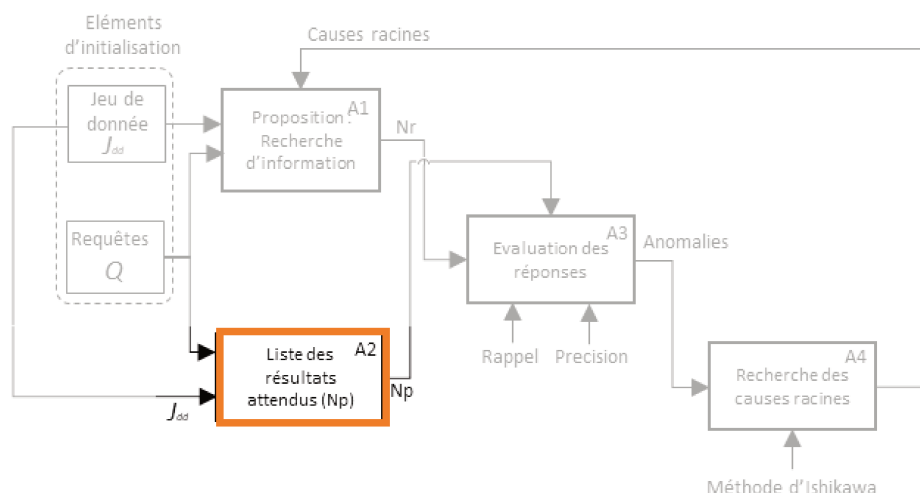 Eléments
d'initialisation
Causes racines
Jeu de
donnée
Jdd
A1
Proposition :
Recherche
d'information
Nr
Requêtes
Q
A3
Evaluation des
réponses
Anomalies
Rappel
Precision
A2
Liste des
résultats
attendus (Np)
Np
Jdd
A4
Recherche des
causes racines
Méthode d'Ishikawa